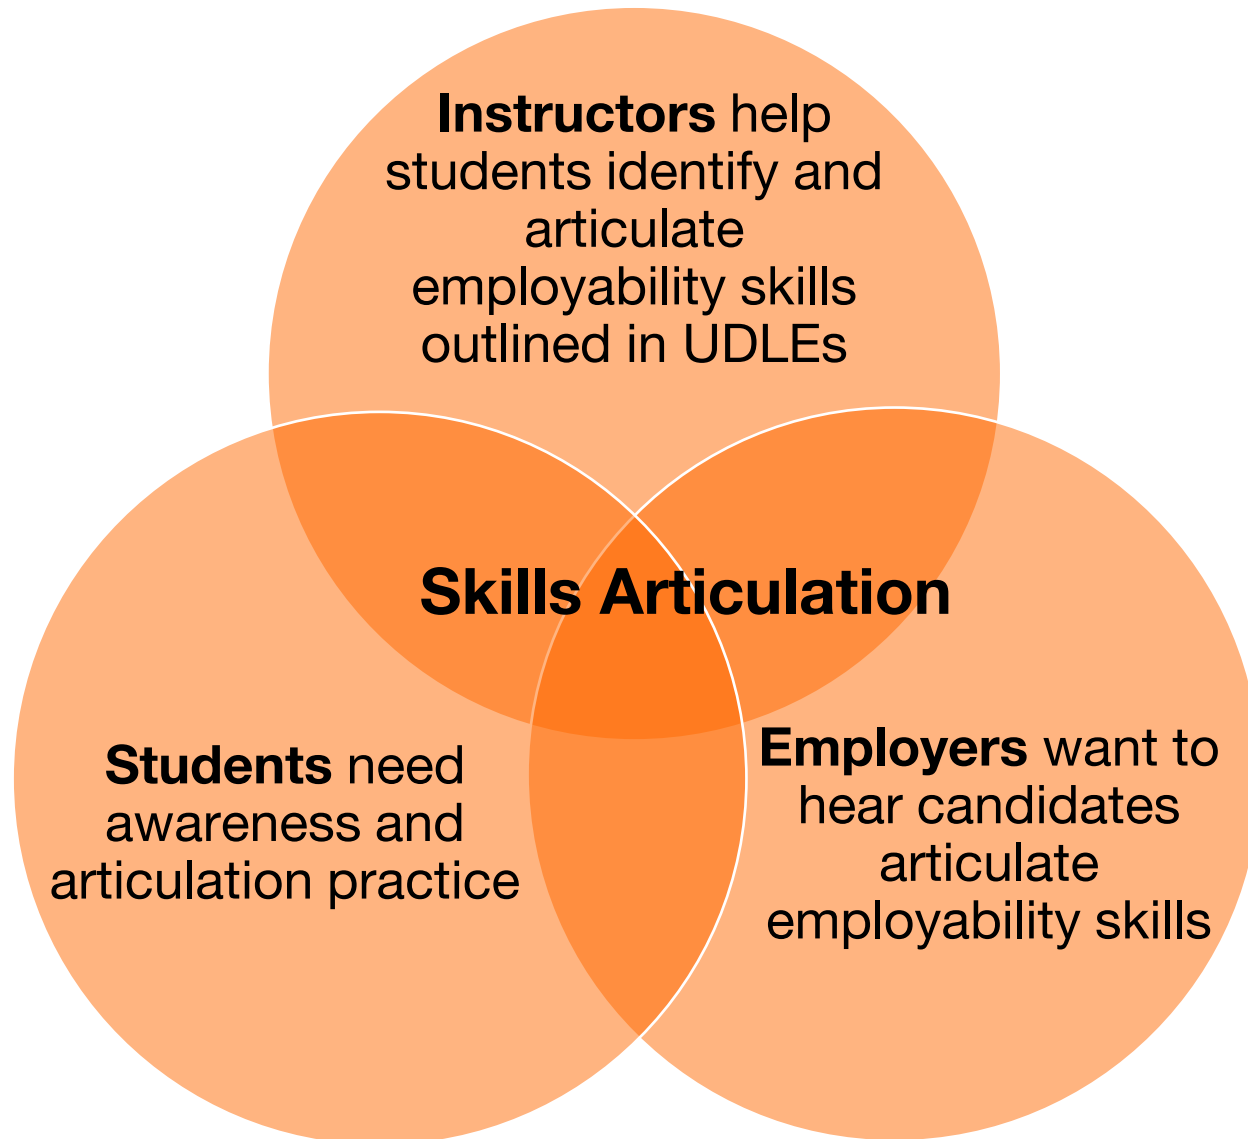 Instructors help
students identify and
articulate
employability skills
outlined in UDLEs
Skills Articulation
Students need
awareness and
articulation practice
Employers want to
hear candidates
articulate
employability skills